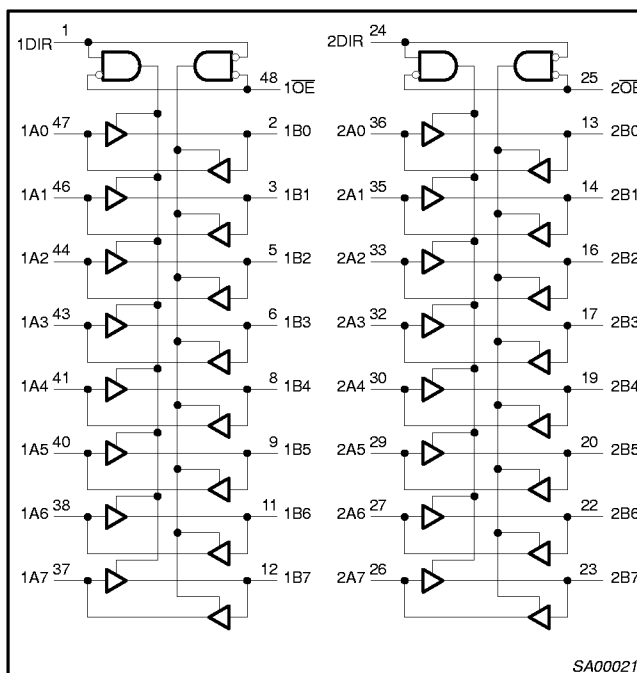 1 24
1DIR 2DIR
48 1OE̅ 25 2OE̅
1A0 47 2 1B0 2A0 36 13 2B0
1A1 46 3 1B1 2A1 35 14 2B1
1A2 44 5 1B2 2A2 33 16 2B2
1A3 43 6 1B3 2A3 32 17 2B3
1A4 41 8 1B4 2A4 30 19 2B4
1A5 40 9 1B5 2A5 29 20 2B5
1A6 38 11 1B6 2A6 27 22 2B6
1A7 37 12 1B7 2A7 26 23 2B7
SA00021